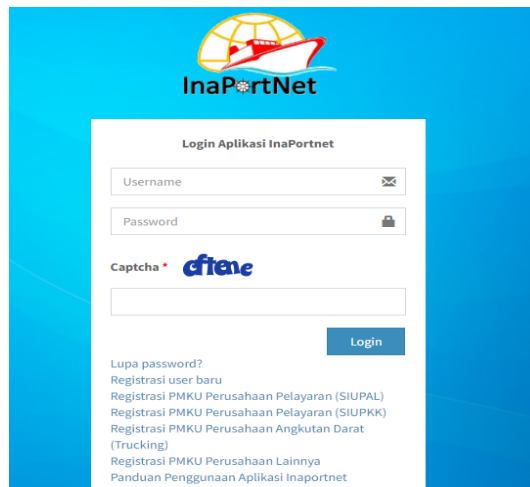 InaPortNet
Login Aplikasi InaPortnet
Username
Password
Captcha *
Login
Lupa password?
Registrasi user baru
Registrasi PMKU Perusahaan Pelayaran (SIUPAL)
Registrasi PMKU Perusahaan Pelayaran (SIUPKK)
Registrasi PMKU Perusahaan Angkutan Darat
(Trucking)
Registrasi PMKU Perusahaan Lainnya
Panduan Penggunaan Aplikasi Inaportnet